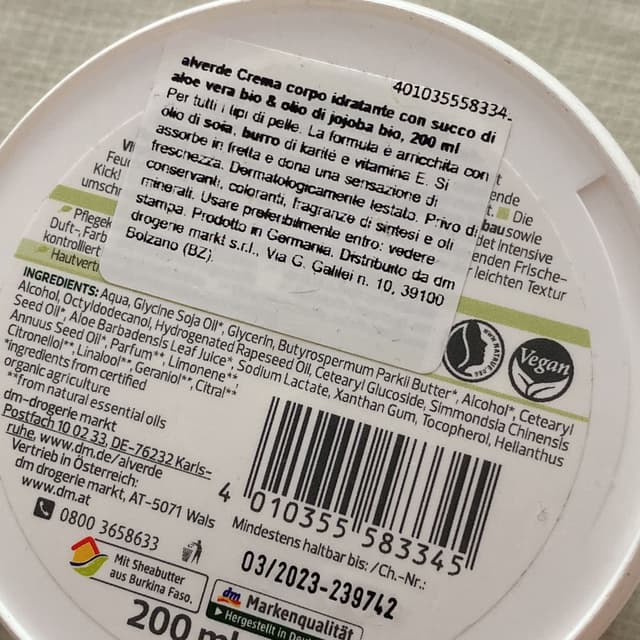 401035558334
alverde Crema corpo idratante con succo di
aloe vera bio & olio di jojoba bio, 200 ml
Per tutti i tipi di pelle. La formula è arricchita con
olio di soia, burro di karité e vitamina E. Si
assorbe in fretta e dona una sensazione di
freschezza. Dermatologicamente testato. Privo di
conservanti, coloranti, fragranze di sintesi e oli
minerali. Usare preferibilmente entro: vedere
stampa. Prodotto in Germania. Distribuito da dm
drogerie markt s.r.l., Via G. Galilei n. 10, 39100
Bolzano (BZ).
Die
sowie
Intensive
Frische-
leichten Textur
INGREDIENTS: Aqua, Glycine Soja Oil*, Glycerin, Butyrospermum Parkii Butter*, Alcohol*, Cetearyl
Alcohol, Octyldodecanol, Hydrogenated Rapeseed Oil, Cetearyl Glucoside, Simmondsia Chinensis
Seed Oil*, Aloe Barbadensis Leaf Juice*, Sodium Lactate, Xanthan Gum, Tocopherol, Helianthus
Annuus Seed Oil*, Parfum**, Limonene**,
Citronellol**, Linalool**, Geraniol**, Citral**
*ingredients from certified
organic agriculture
**from natural essential oils
dm-drogerie markt
Postfach 10 02 33, DE-76232 Karls-
ruhe, www.dm.de/alverde
Vertrieb in Österreich:
dm drogerie markt, AT-5071 Wals
www.dm.at
0800 3658633
Vegan
4 010355 583345
Mindestens haltbar bis: /Ch.-Nr.:
03/2023-239742
Mit Sheabutter
aus Burkina Faso.
dm Markenqualität
Hergestellt in
200 ml